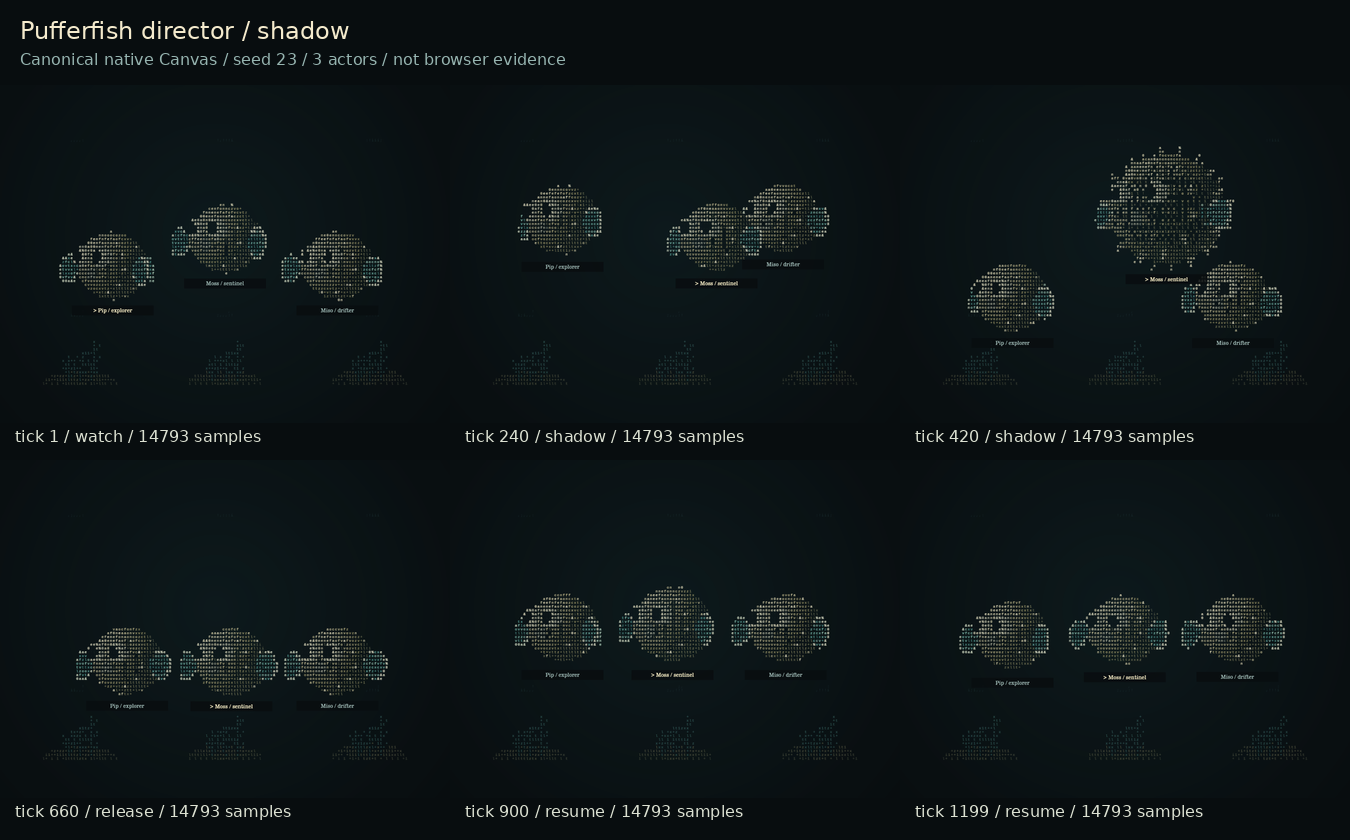 Pufferfish director / shadow
Canonical native Canvas / seed 23 / 3 actors / not browser evidence
> Pip / explorer
Moss / sentinel
Miso / drifter
tick 1 / watch / 14793 samples
Pip / explorer
> Moss / sentinel
Miso / drifter
tick 240 / shadow / 14793 samples
Pip / explorer
> Moss / sentinel
Miso / drifter
tick 420 / shadow / 14793 samples
Pip / explorer
> Moss / sentinel
Miso / drifter
tick 660 / release / 14793 samples
Pip / explorer
> Moss / sentinel
Miso / drifter
tick 900 / resume / 14793 samples
Pip / explorer
> Moss / sentinel
Miso / drifter
tick 1199 / resume / 14793 samples